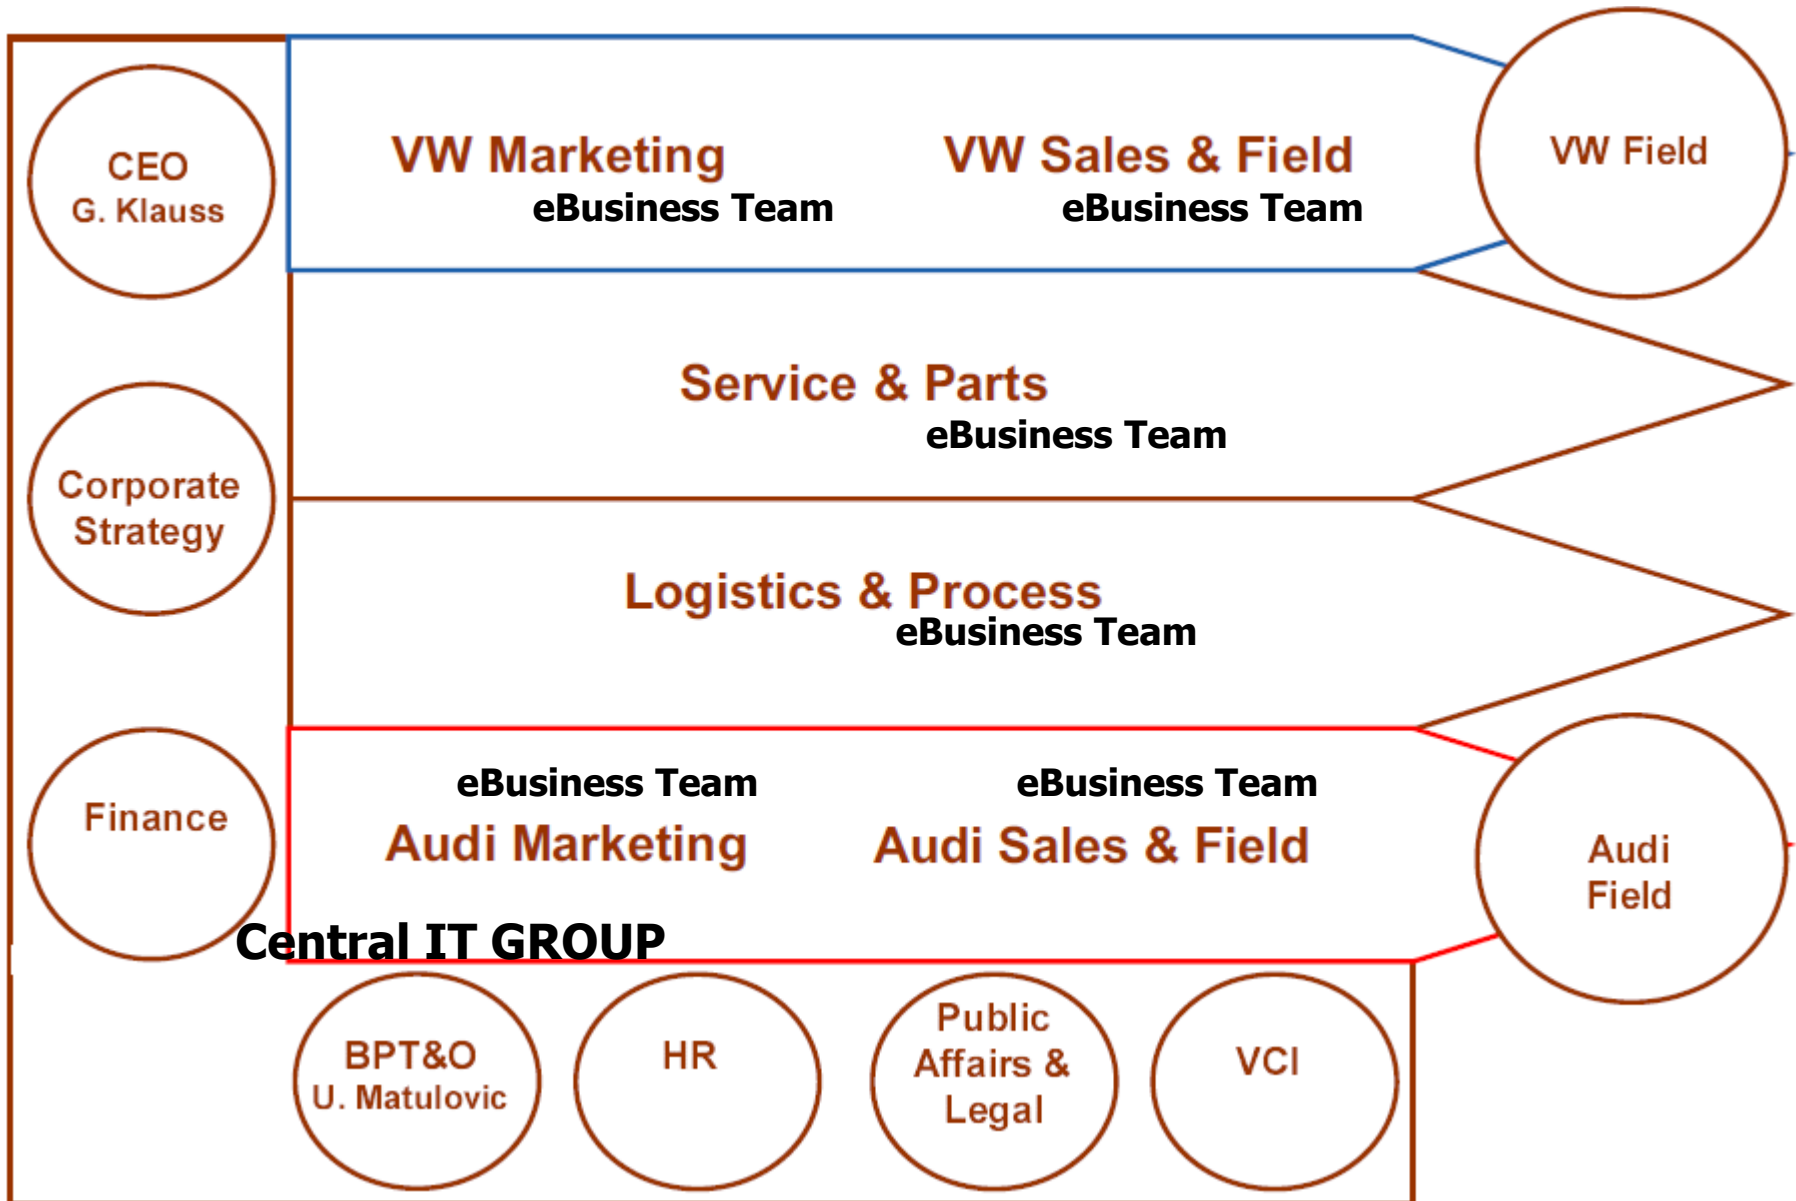 CEO
G. Klauss
VW Marketing
eBusiness Team
VW Sales & Field
eBusiness Team
VW Field
Service & Parts
eBusiness Team
Corporate
Strategy
Logistics & Process
eBusiness Team
Finance
eBusiness Team
Audi Marketing
eBusiness Team
Audi Sales & Field
Audi
Field
Central IT GROUP
BPT&O
U. Matulovic
HR
Public
Affairs &
Legal
VCI